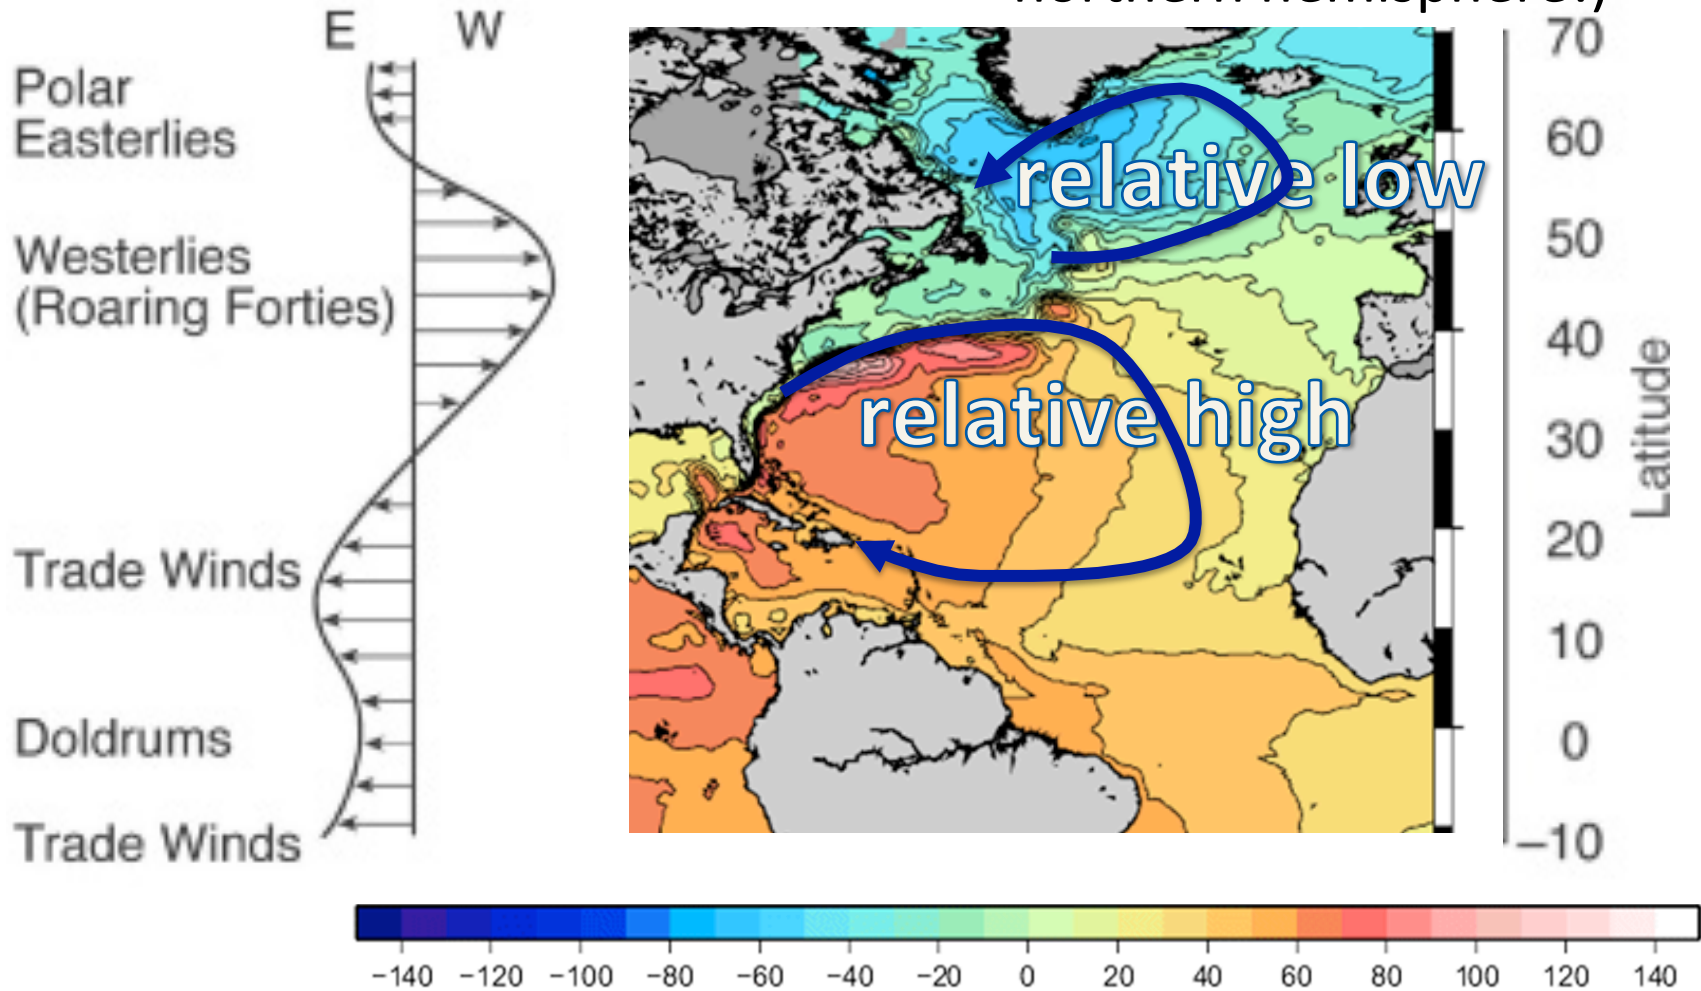 northern hemisphere.)
E W
Polar
Easterlies
Westerlies
(Roaring Forties)
Trade Winds
Doldrums
Trade Winds
relative low
relative high
70
60
50
40
30
20
10
0
−10
Latitude
−140 −120 −100 −80 −60 −40 −20 0 20 40 60 80 100 120 140